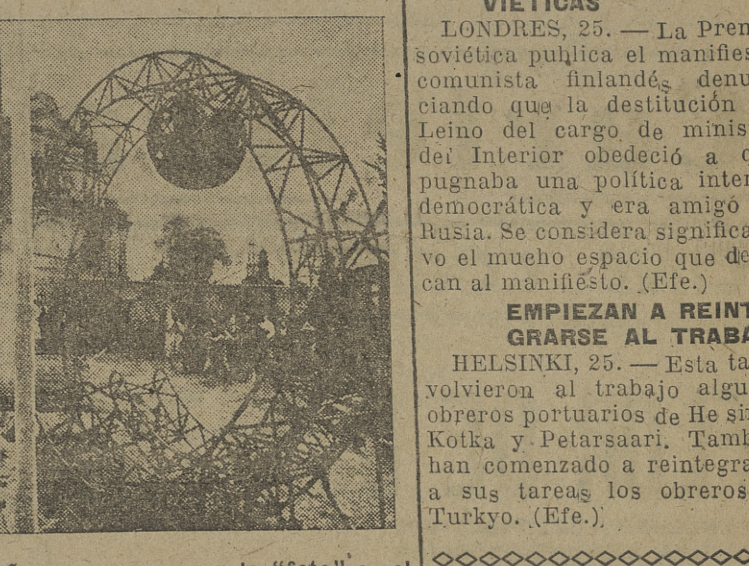 VIETICAS
LONDRES, 25. — La Pren
soviética publica el manifies
comunista finlandés, denu
ciando que la destitución
Leino del cargo de minis
del Interior obedeció a q
pugnaba una política inter
democrática y era amigo
Rusia. Se considera significa
vo el mucho espacio que de
can al manifiesto. (Efe.)
EMPIEZAN A REINT
GRARSE AL TRABA
HELSINKI, 25. — Esta ta
volvieron al trabajo algu
obreros portuarios de He sin
Kotka y Petarsaari. Tamb
han comenzado a reintegra
a sus tareas los obreros
Turkyo. (Efe.)